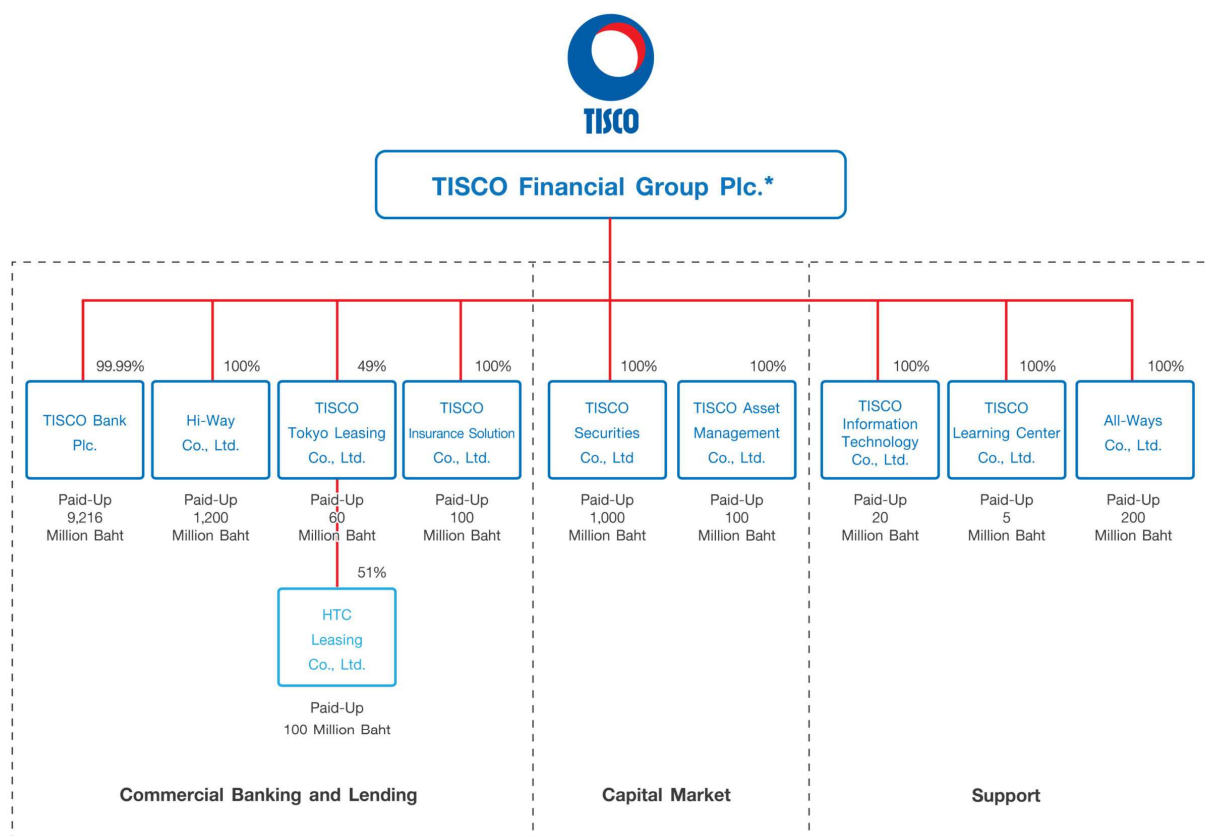 TISCO
TISCO Financial Group Plc.*
99.99%
TISCO Bank
Plc.
Paid-Up
9,216
Million Baht
100%
Hi-Way
Co., Ltd.
Paid-Up
1,200
Million Baht
49%
TISCO
Tokyo Leasing
Co., Ltd.
Paid-Up
60
Million Baht
51%
HTC
Leasing
Co., Ltd.
Paid-Up
100 Million Baht
100%
TISCO
Insurance Solution
Co., Ltd.
Paid-Up
100
Million Baht
Commercial Banking and Lending
100%
TISCO
Securities
Co., Ltd
Paid-Up
1,000
Million Baht
100%
TISCO Asset
Management
Co., Ltd.
Paid-Up
100
Million Baht
Capital Market
100%
TISCO
Information
Technology
Co., Ltd.
Paid-Up
20
Million Baht
100%
TISCO
Learning Center
Co., Ltd.
Paid-Up
5
Million Baht
100%
All-Ways
Co., Ltd.
Paid-Up
200
Million Baht
Support